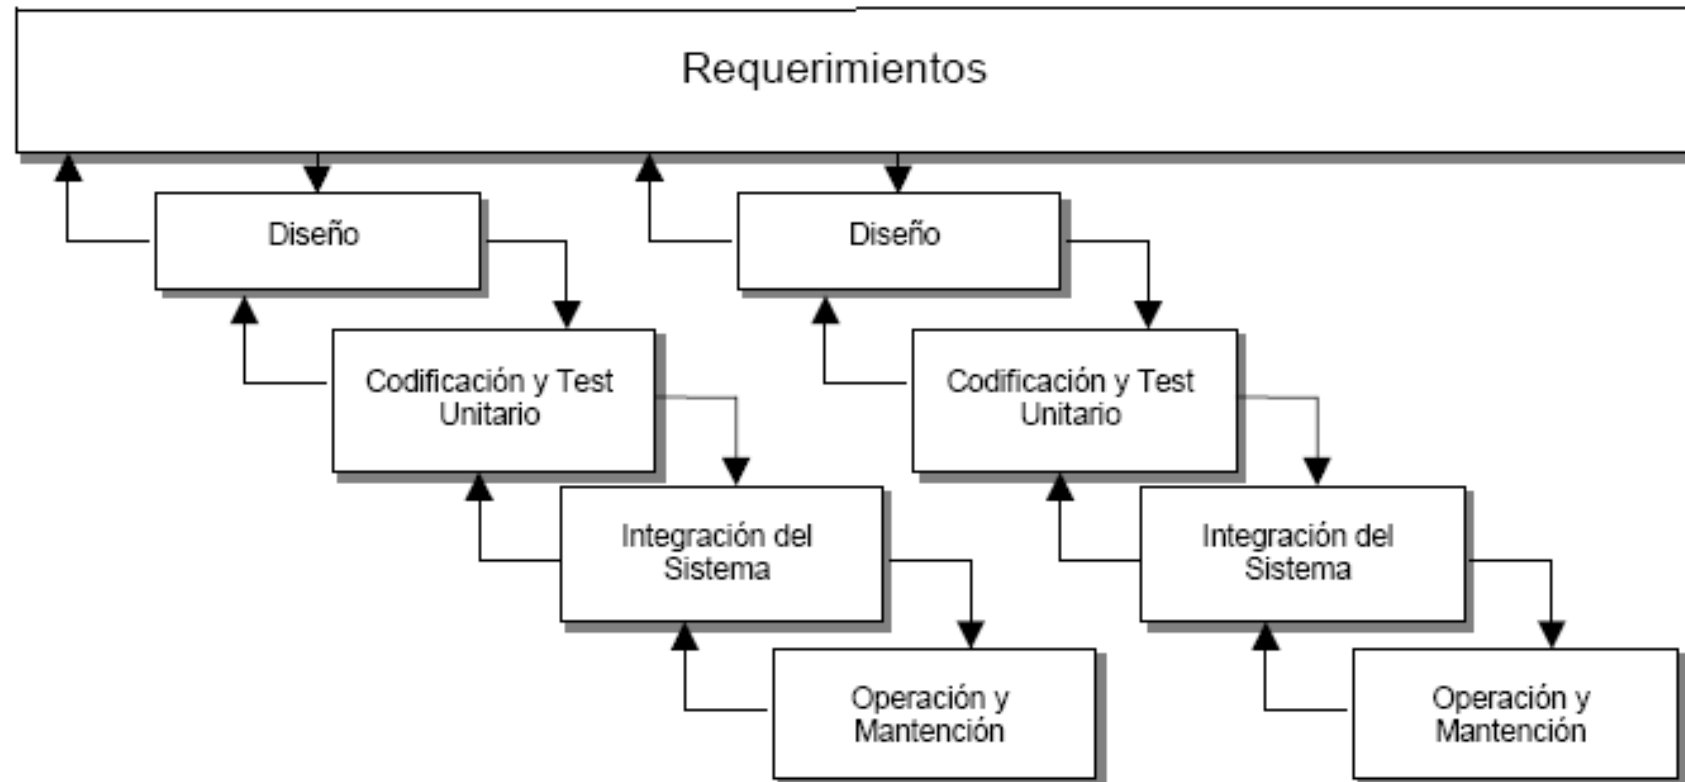 Requerimientos
Diseño
Diseño
Codificación y Test
Unitario
Codificación y Test
Unitario
Integración del
Sistema
Integración del
Sistema
Operación y
Mantención
Operación y
Mantención